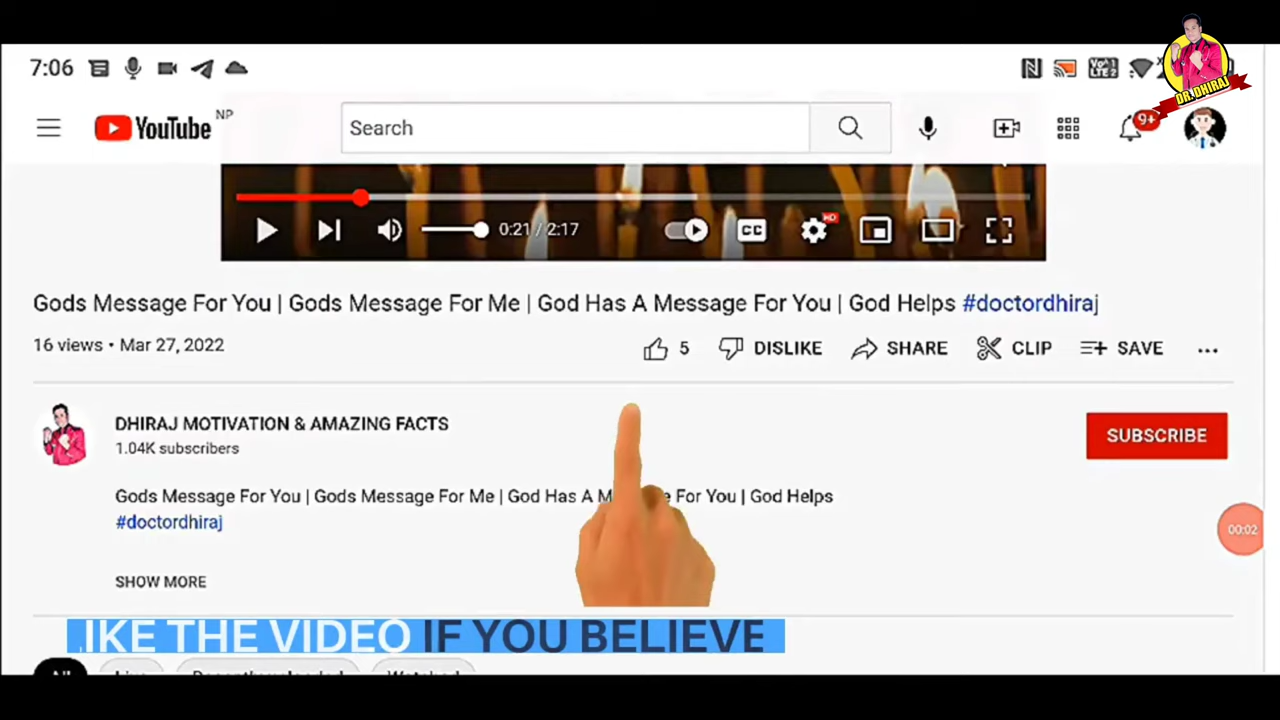 7:06
VoLTE2
DR. DHIRAJ
YouTube NP
Search
9+
0:21 / 2:17
CC
HD
Gods Message For You | Gods Message For Me | God Has A Message For You | God Helps #doctordhiraj
16 views • Mar 27, 2022
5 DISLIKE SHARE CLIP SAVE ...
DHIRAJ MOTIVATION & AMAZING FACTS
1.04K subscribers
SUBSCRIBE
Gods Message For You | Gods Message For Me | God Has A For You | God Helps
#doctordhiraj
00:02
SHOW MORE
IKE THE VIDEO IF YOU BELIEVE